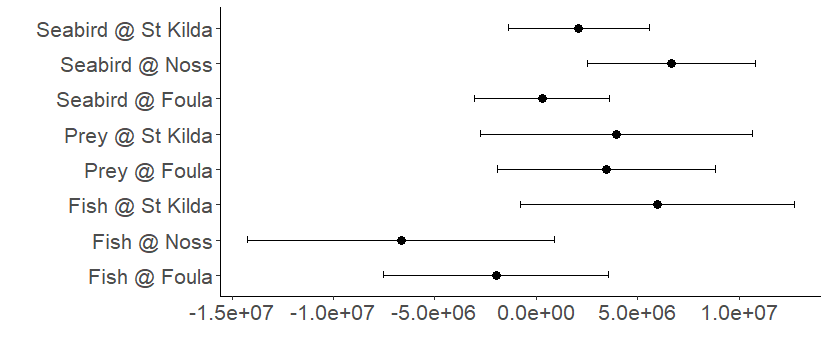 Seabird @ St Kilda
Seabird @ Noss
Seabird @ Foula
Prey @ St Kilda
Prey @ Foula
Fish @ St Kilda
Fish @ Noss
Fish @ Foula
-1.5e+07 -1.0e+07 -5.0e+06 0.0e+00 5.0e+06 1.0e+07